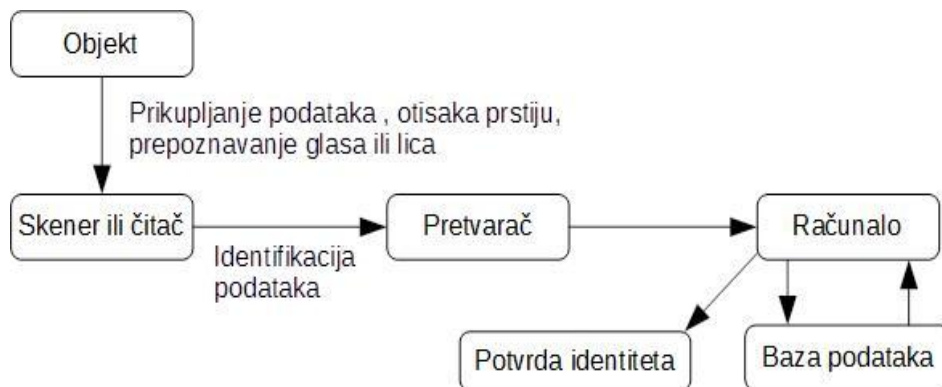 Objekt
Prikupljanje podataka , otisaka prstiju,
prepoznavanje glasa ili lica
Skener ili čitač
Identifikacija
podataka
Pretvarač
Računalo
Potvrda identiteta
Baza podataka